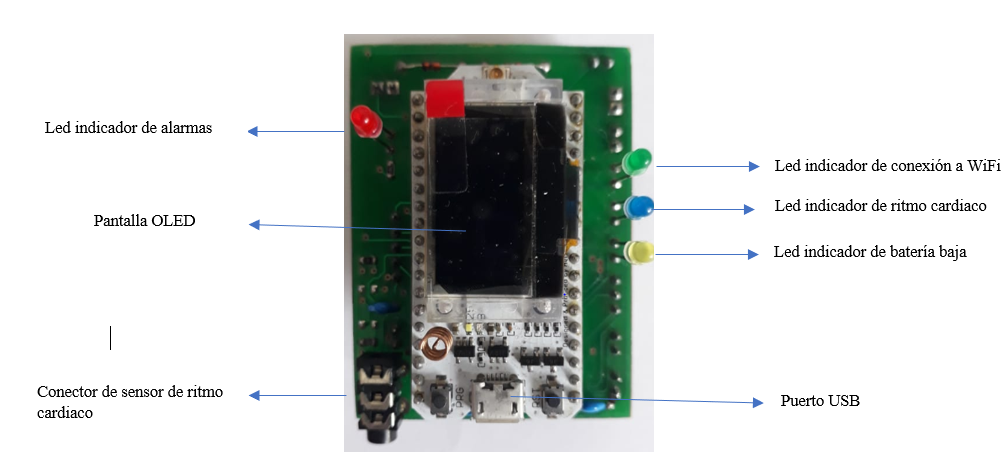 Led indicador de alarmas
Led indicador de conexión a WiFi
Led indicador de ritmo cardiaco
Pantalla OLED
Led indicador de batería baja
Conector de sensor de ritmo
cardiaco
Puerto USB
PRG